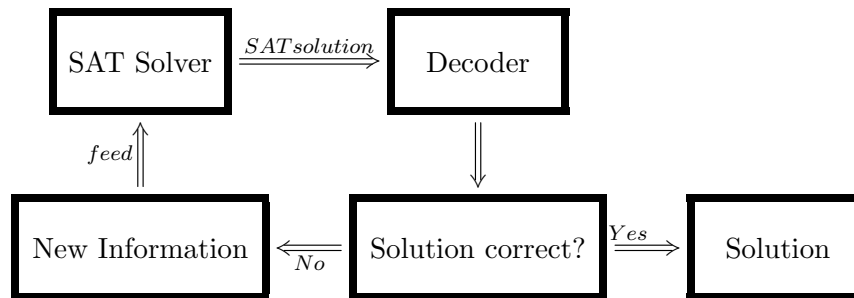 SAT Solver
SATsolution
Decoder
feed
New Information
No
Solution correct?
Yes
Solution